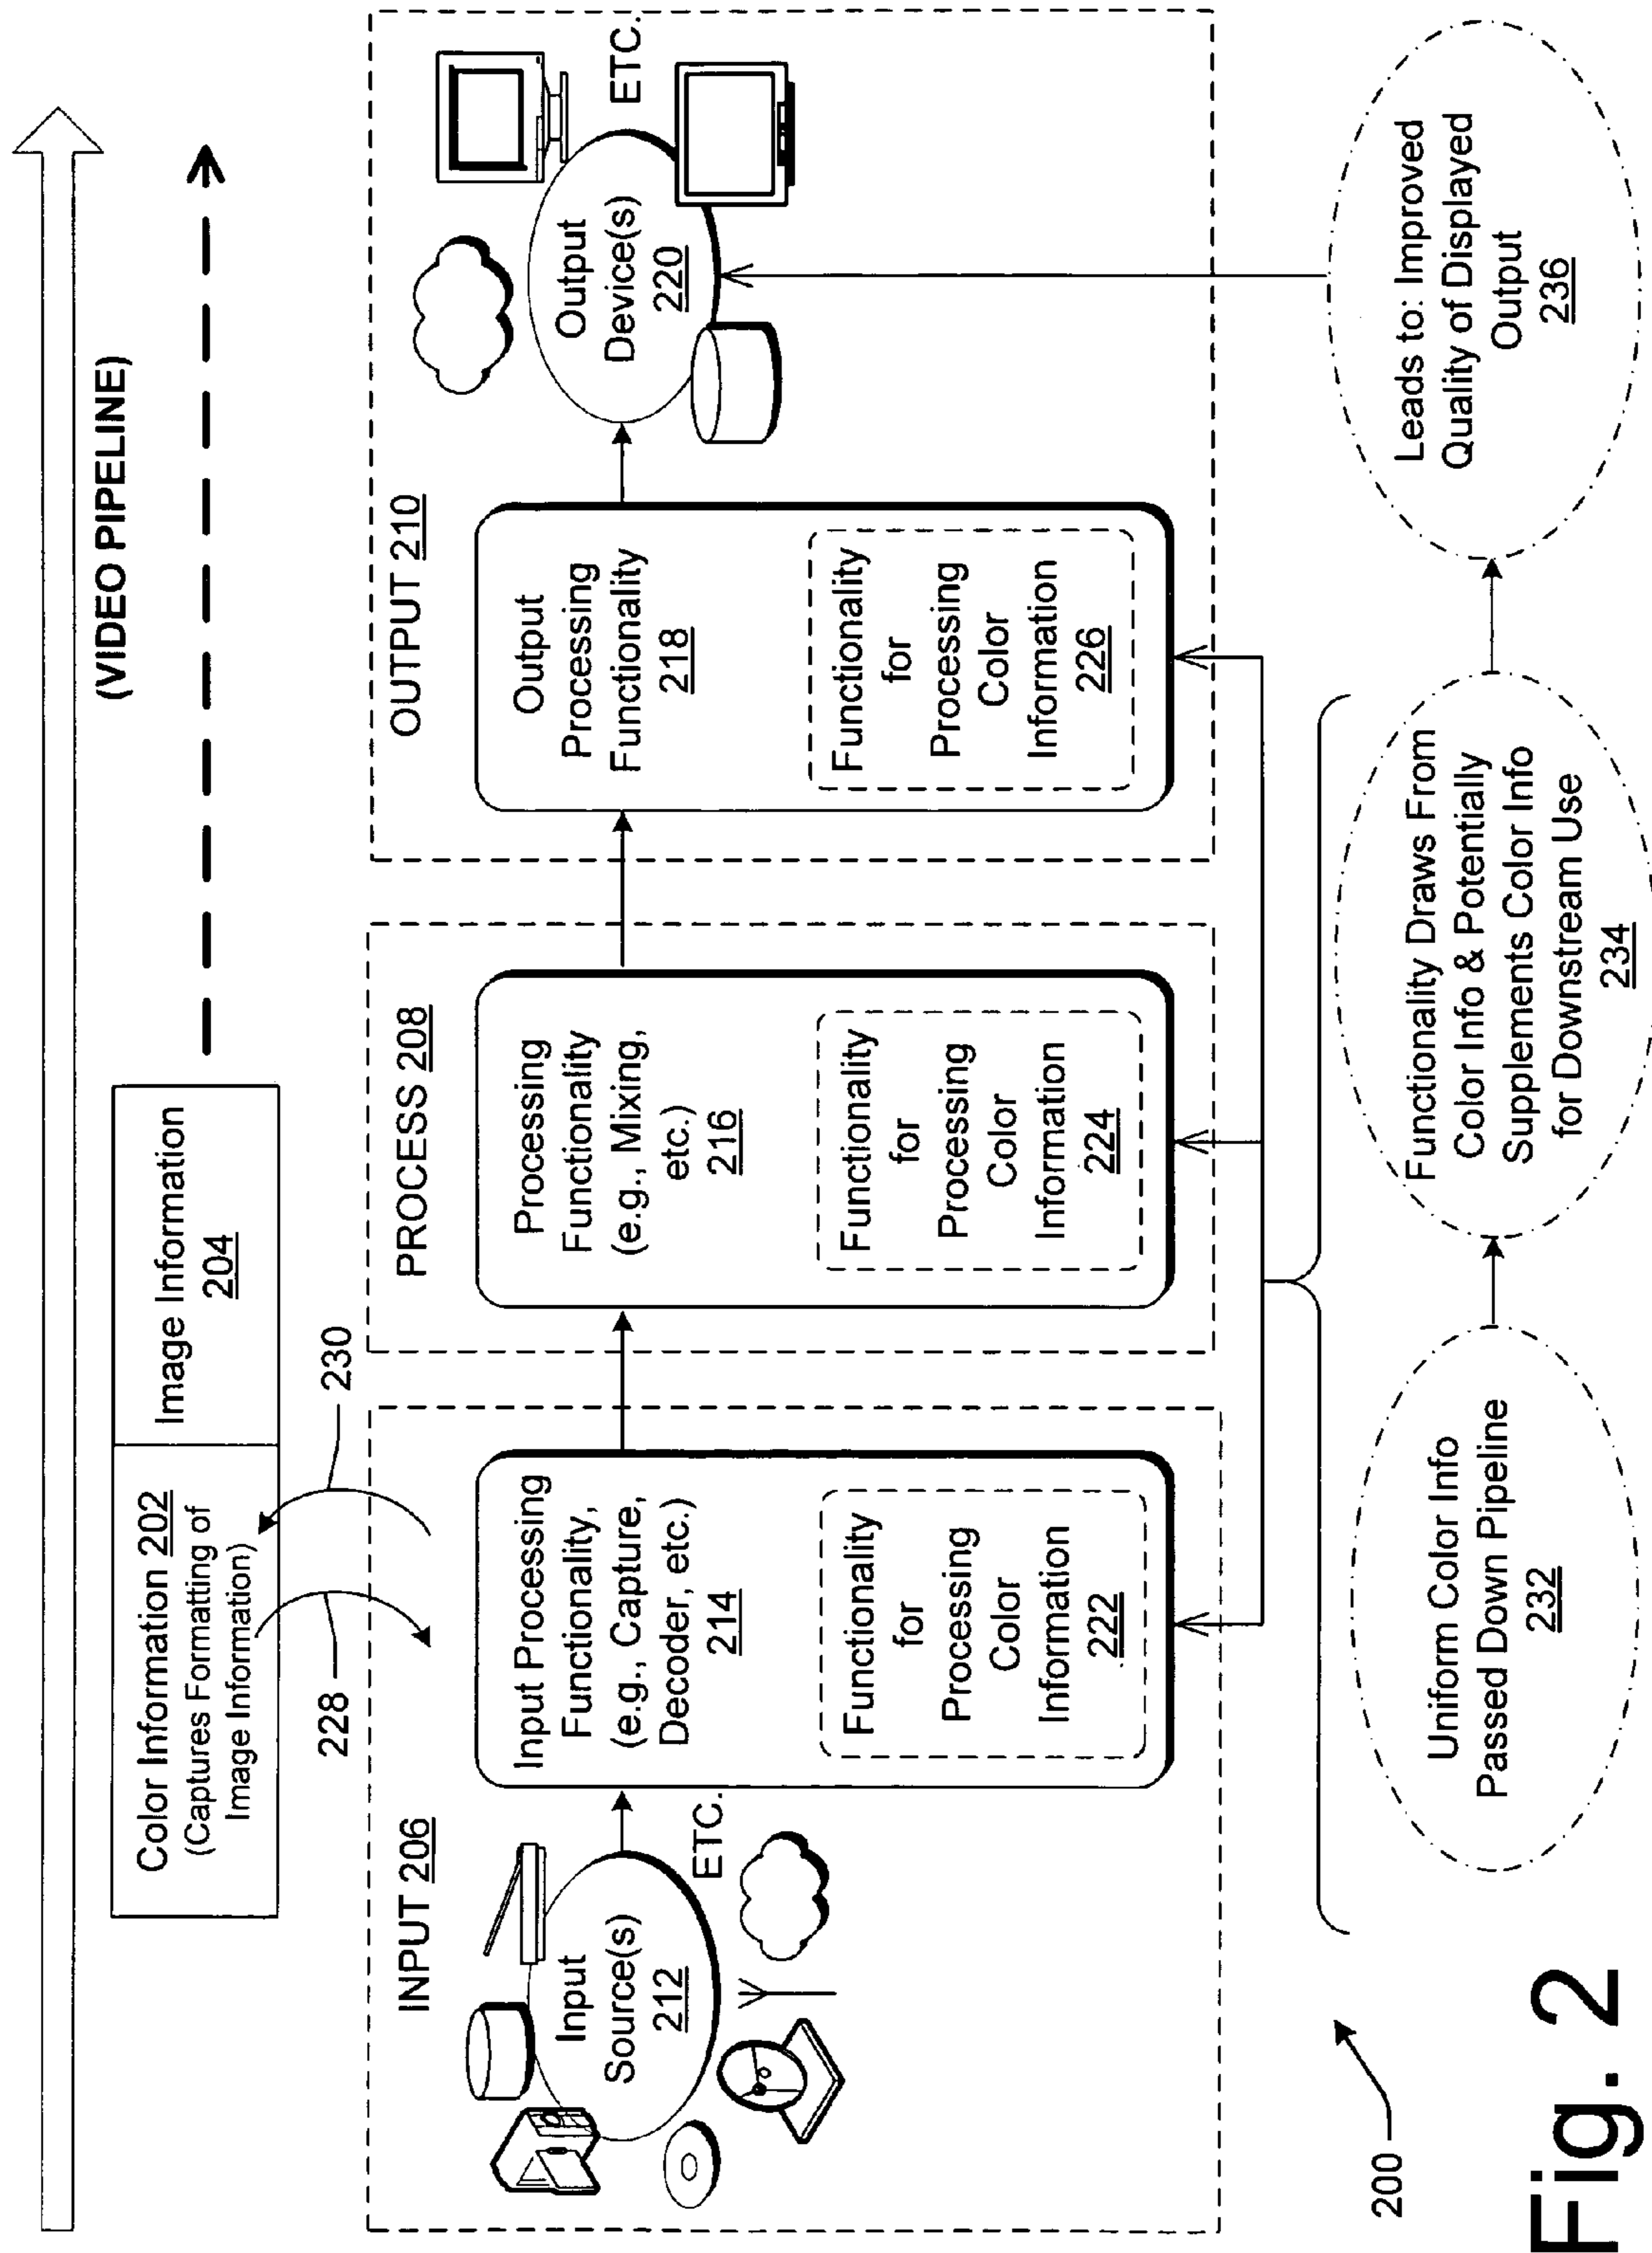 (VIDEO PIPELINE)
Color Information 202
(Captures Formatting of
Image Information)
Image Information
204
228
230
INPUT 206
Input
Source(s)
212
ETC.
Input Processing
Functionality,
(e.g., Capture,
Decoder, etc.)
214
Functionality
for
Processing
Color
Information
222
PROCESS 208
Processing
Functionality
(e.g., Mixing,
etc.)
216
Functionality
for
Processing
Color
Information
224
OUTPUT 210
Output
Processing
Functionality
218
Functionality
for
Processing
Color
Information
226
Output
Device(s)
220
ETC.
Uniform Color Info
Passed Down Pipeline
232
Functionality Draws From
Color Info & Potentially
Supplements Color Info
for Downstream Use
234
Leads to: Improved
Quality of Displayed
Output
236
200
Fig. 2